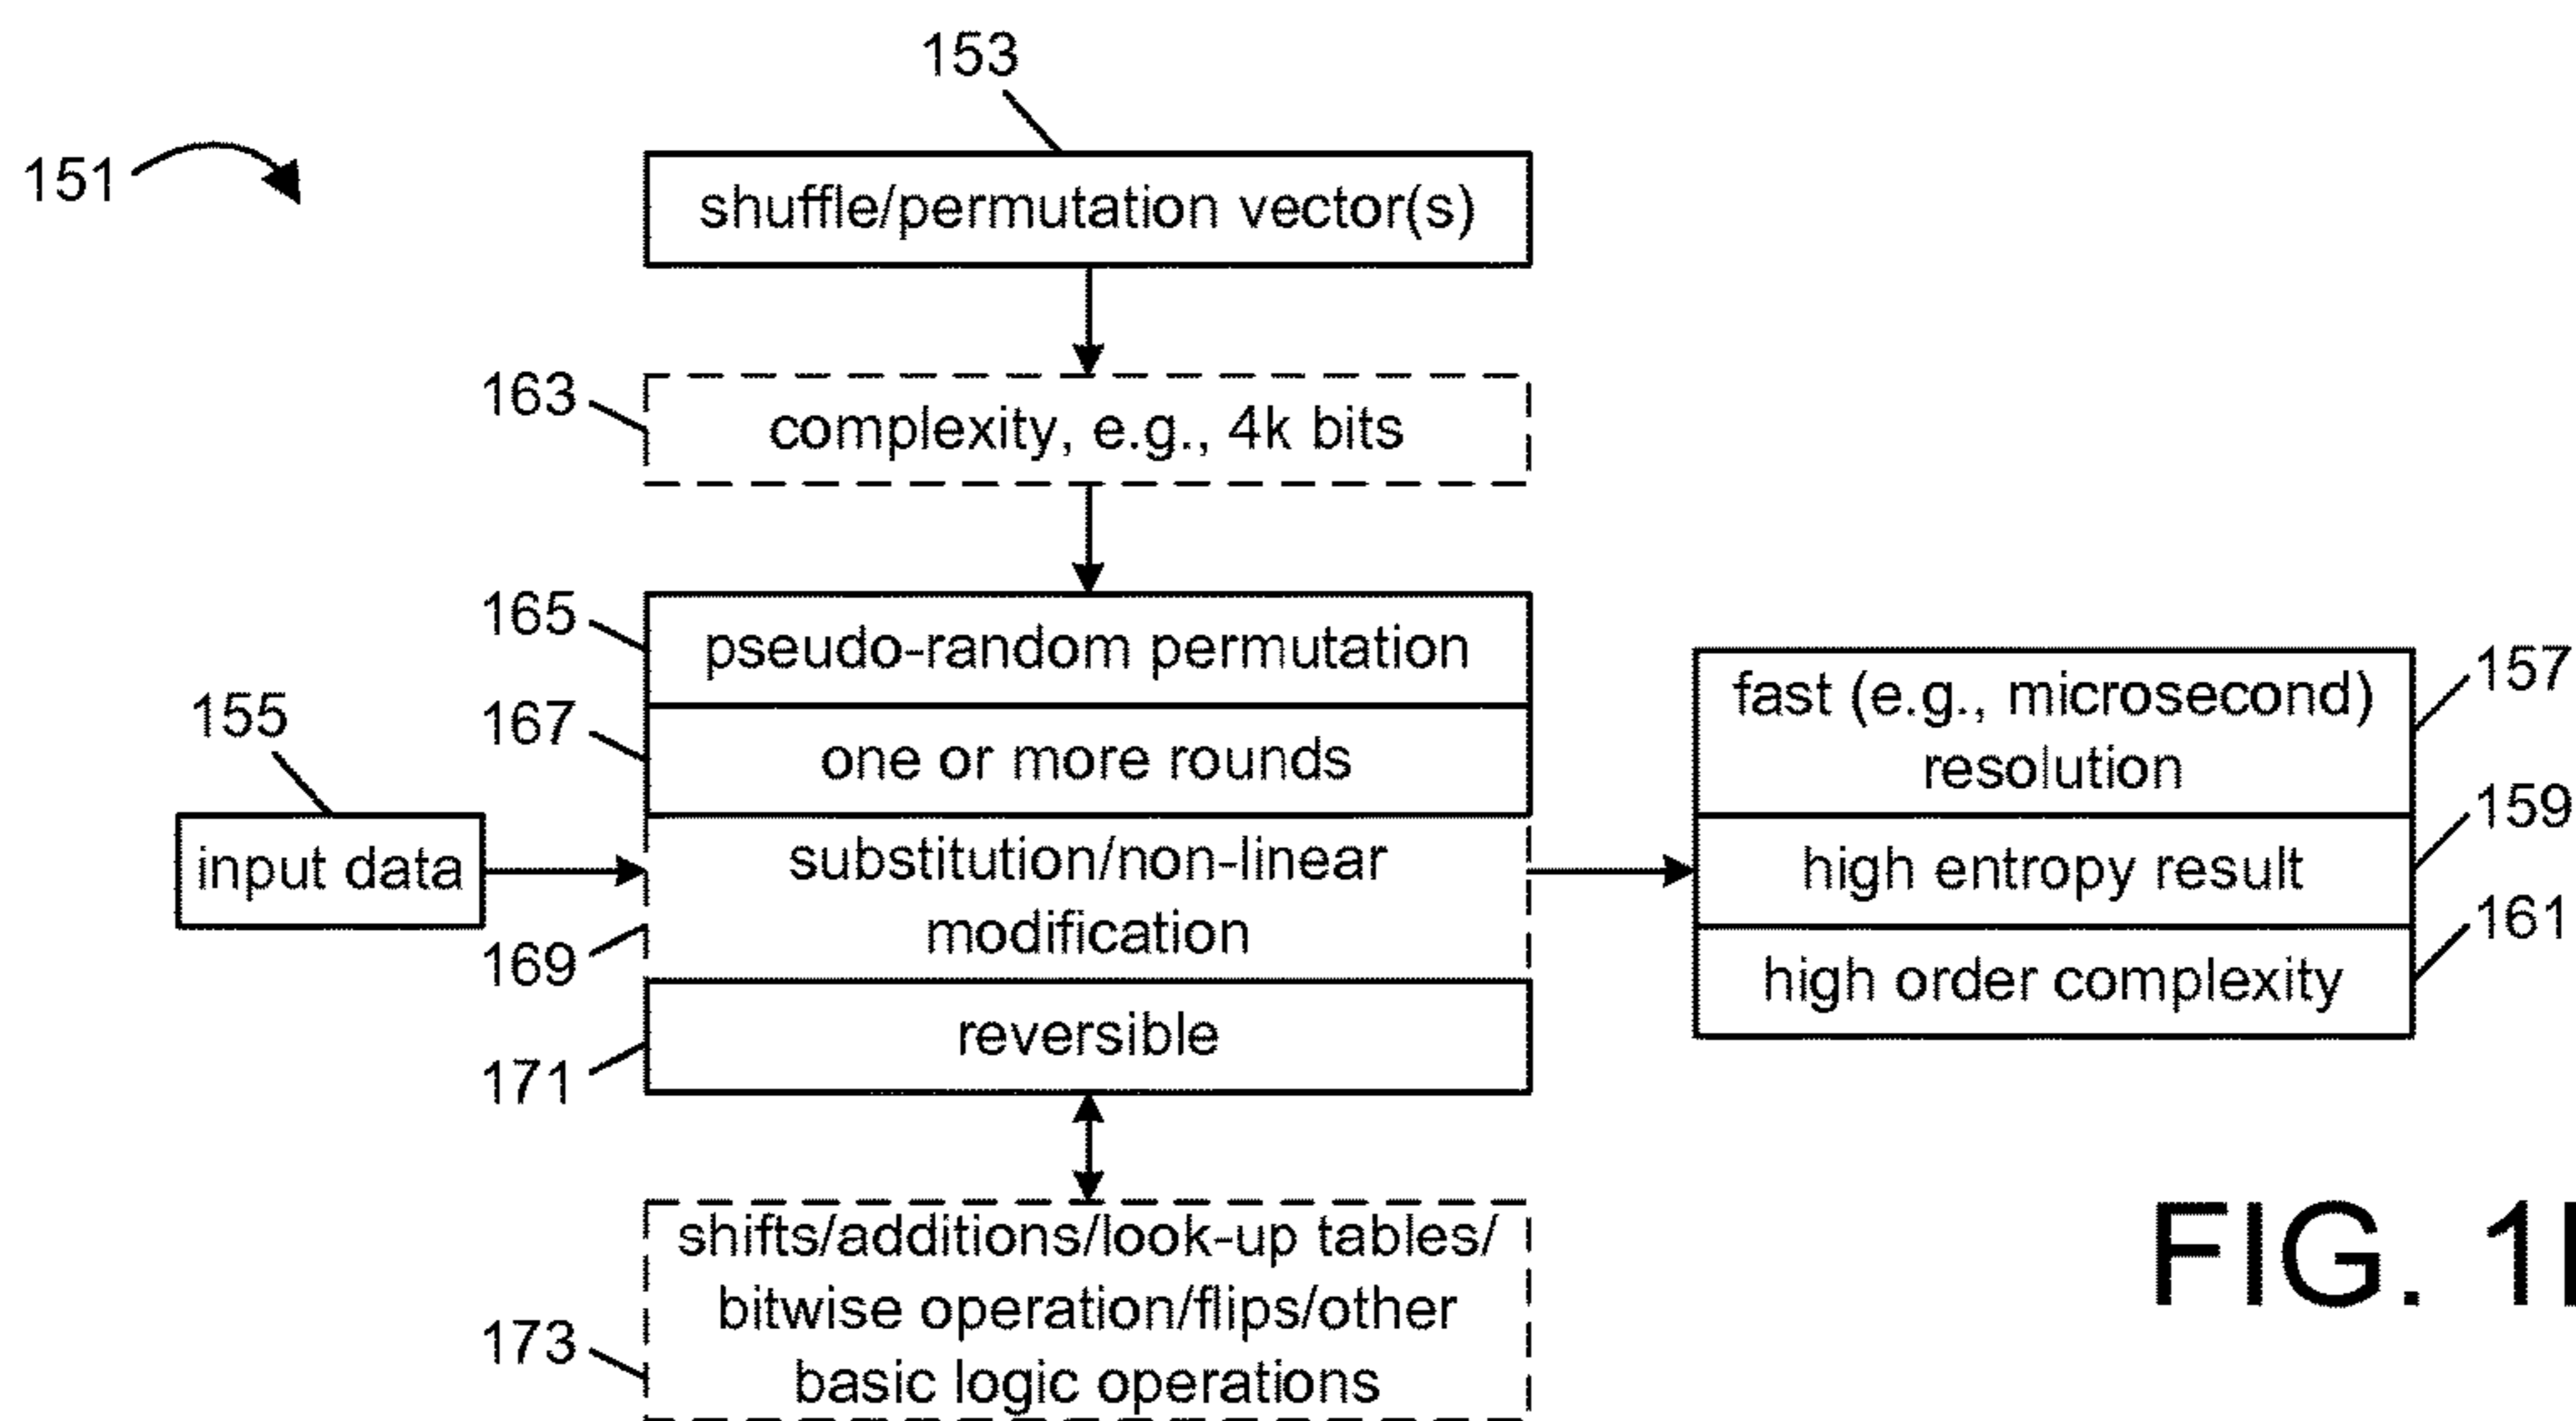 153
151
shuffle/permutation vector(s)
163
complexity, e.g., 4k bits
165
pseudo-random permutation
167
one or more rounds
155
input data
substitution/non-linear
modification
169
reversible
171
fast (e.g., microsecond)
resolution
157
high entropy result
159
high order complexity
161
shifts/additions/look-up tables/
bitwise operation/flips/other
basic logic operations
173
FIG. 1